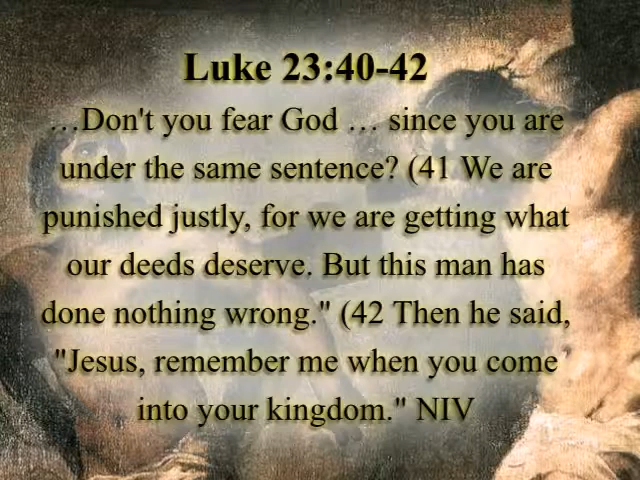 Luke 23:40-42
…Don't you fear God … since you are
under the same sentence? (41 We are
punished justly, for we are getting what
our deeds deserve. But this man has
done nothing wrong." (42 Then he said,
"Jesus, remember me when you come
into your kingdom." NIV